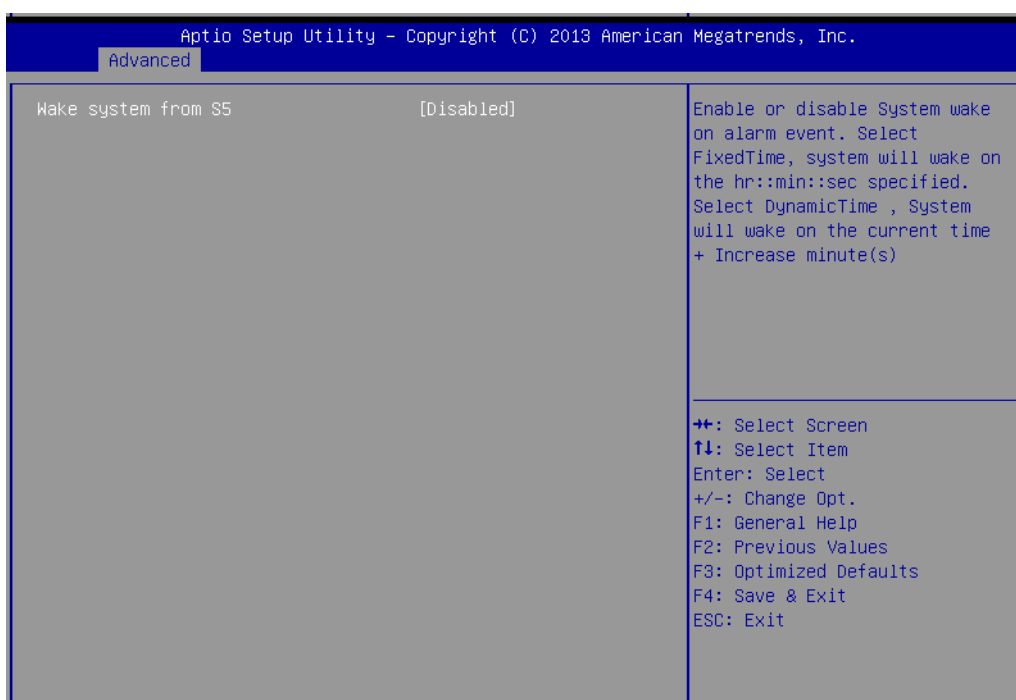 Aptio Setup Utility – Copyright (C) 2013 American Megatrends, Inc.
Advanced
Wake system from S5 [Disabled]
Enable or disable System wake
on alarm event. Select
FixedTime, system will wake on
the hr::min::sec specified.
Select DynamicTime , System
will wake on the current time
+ Increase minute(s)
→←: Select Screen
↑↓: Select Item
Enter: Select
+/-: Change Opt.
F1: General Help
F2: Previous Values
F3: Optimized Defaults
F4: Save & Exit
ESC: Exit